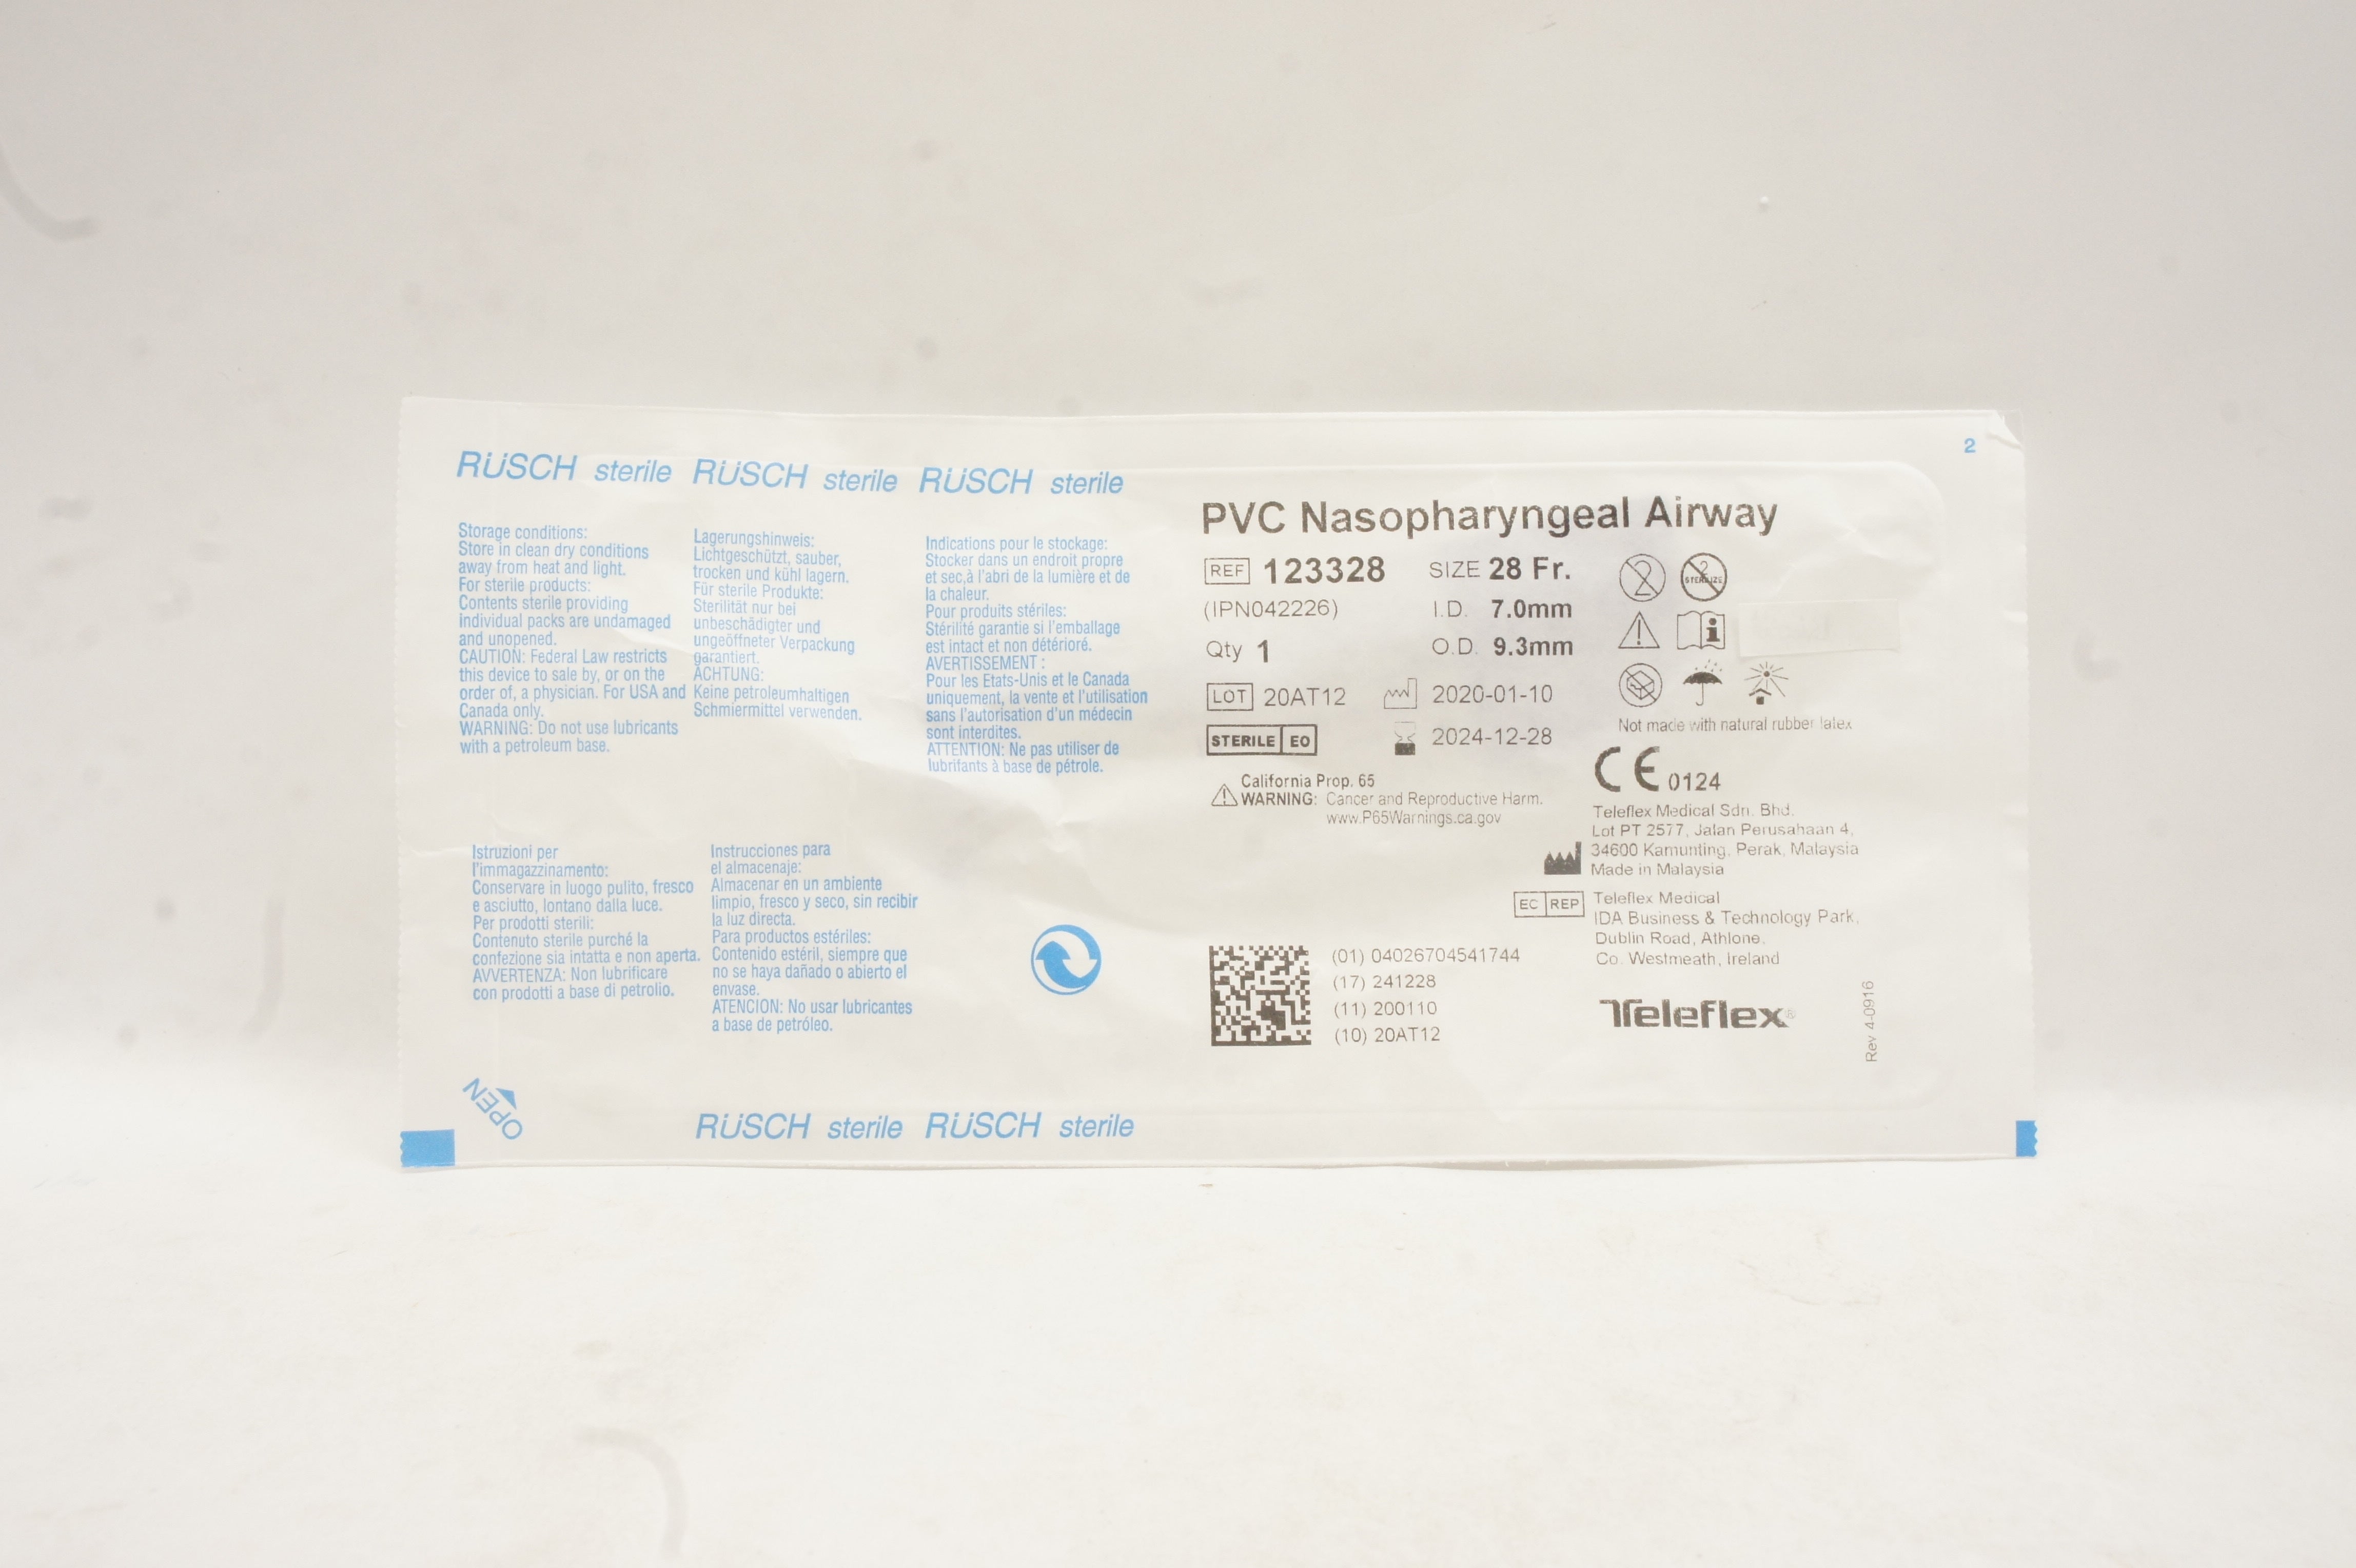 RÜSCH sterile RÜSCH sterile RÜSCH sterile
2
Storage conditions:
Store in clean dry conditions
away from heat and light.
For sterile products:
Contents sterile providing
individual packs are undamaged
and unopened.
CAUTION: Federal Law restricts
this device to sale by, or on the
order of, a physician. For USA and
Canada only.
WARNING: Do not use lubricants
with a petroleum base.
Lagerungshinweis:
Lichtgeschützt, sauber,
trocken und kühl lagern.
Für sterile Produkte:
Sterilität nur bei
unbeschädigter und
ungeöffneter Verpackung
garantiert.
ACHTUNG:
Keine petroleumhaltigen
Schmiermittel verwenden.
Indications pour le stockage:
Stocker dans un endroit propre
et sec,à l'abri de la lumière et de
la chaleur.
Pour produits stériles:
Stérilité garantie si l'emballage
est intact et non détérioré.
AVERTISSEMENT :
Pour les Etats-Unis et le Canada
uniquement, la vente et l'utilisation
sans l'autorisation d'un médecin
sont interdites.
ATTENTION: Ne pas utiliser de
lubrifants à base de pétrole.
Istruzioni per
l'immagazzinamento:
Conservare in luogo pulito, fresco
e asciutto, lontano dalla luce.
Per prodotti sterili:
Contenuto sterile purché la
confezione sia intatta e non aperta.
AVVERTENZA: Non lubrificare
con prodotti a base di petrolio.
Instrucciones para
el almacenaje:
Almacenar en un ambiente
limpio, fresco y seco, sin recibir
la luz directa.
Para productos estériles:
Contenido estéril, siempre que
no se haya dañado o abierto el
envase.
ATENCION: No usar lubricantes
a base de petróleo.
OPEN
RÜSCH sterile RÜSCH sterile
PVC Nasopharyngeal Airway
REF 123328 SIZE 28 Fr.
(IPN042226) I.D. 7.0mm
Qty 1 O.D. 9.3mm
LOT 20AT12 2020-01-10
STERILE EO 2024-12-28
2 2 STERILIZE
i
Not made with natural rubber latex
California Prop. 65
WARNING: Cancer and Reproductive Harm.
www.P65Warnings.ca.gov
CE 0124
Teleflex Medical Sdn. Bhd.
Lot PT 2577, Jalan Perusahaan 4,
34600 Kamunting, Perak, Malaysia
Made in Malaysia
EC REP Teleflex Medical
IDA Business & Technology Park,
Dublin Road, Athlone,
Co. Westmeath, Ireland
(01) 04026704541744
(17) 241228
(11) 200110
(10) 20AT12
Teleflex®
Rev 4-0916